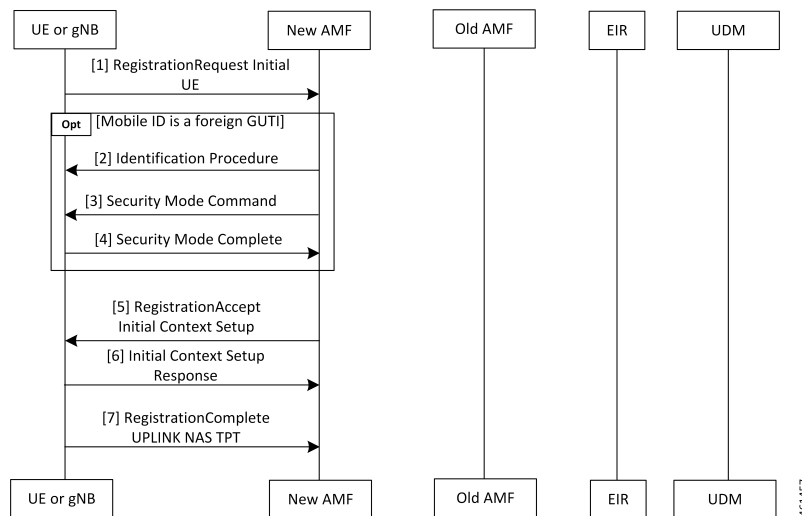 UE or gNB
New AMF
Old AMF
EIR
UDM
[1] RegistrationRequest Initial
UE
Opt
[Mobile ID is a foreign GUTI]
[2] Identification Procedure
[3] Security Mode Command
[4] Security Mode Complete
[5] RegistrationAccept
Initial Context Setup
[6] Initial Context Setup
Response
[7] RegistrationComplete
UPLINK NAS TPT
UE or gNB
New AMF
Old AMF
EIR
UDM